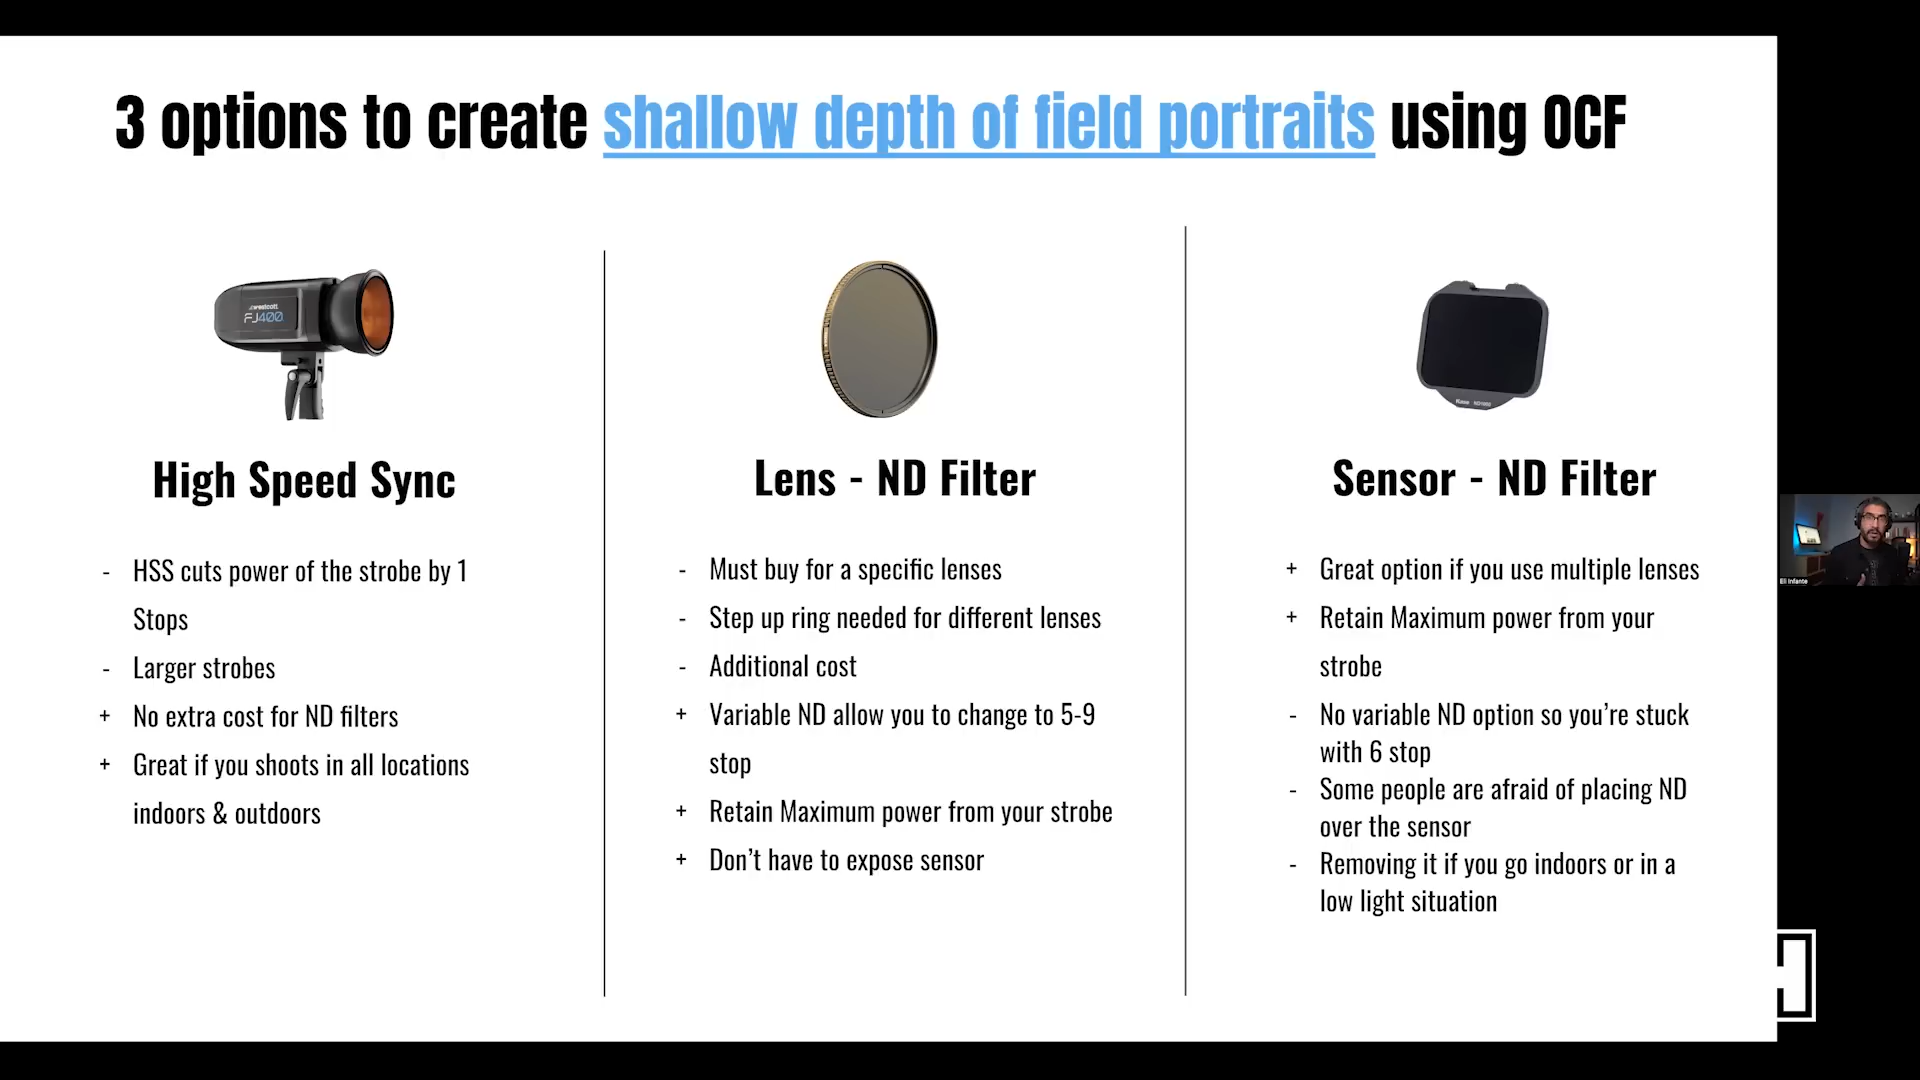 3 options to create shallow depth of field portraits using OCF
westcott
FJ400
High Speed Sync
- HSS cuts power of the strobe by 1
Stops
- Larger strobes
+ No extra cost for ND filters
+ Great if you shoots in all locations
indoors & outdoors
Lens - ND Filter
- Must buy for a specific lenses
- Step up ring needed for different lenses
- Additional cost
+ Variable ND allow you to change to 5-9
stop
+ Retain Maximum power from your strobe
+ Don’t have to expose sensor
Kase
Sensor - ND Filter
+ Great option if you use multiple lenses
+ Retain Maximum power from your
strobe
- No variable ND option so you’re stuck
with 6 stop
- Some people are afraid of placing ND
over the sensor
- Removing it if you go indoors or in a
low light situation
Eli Infante